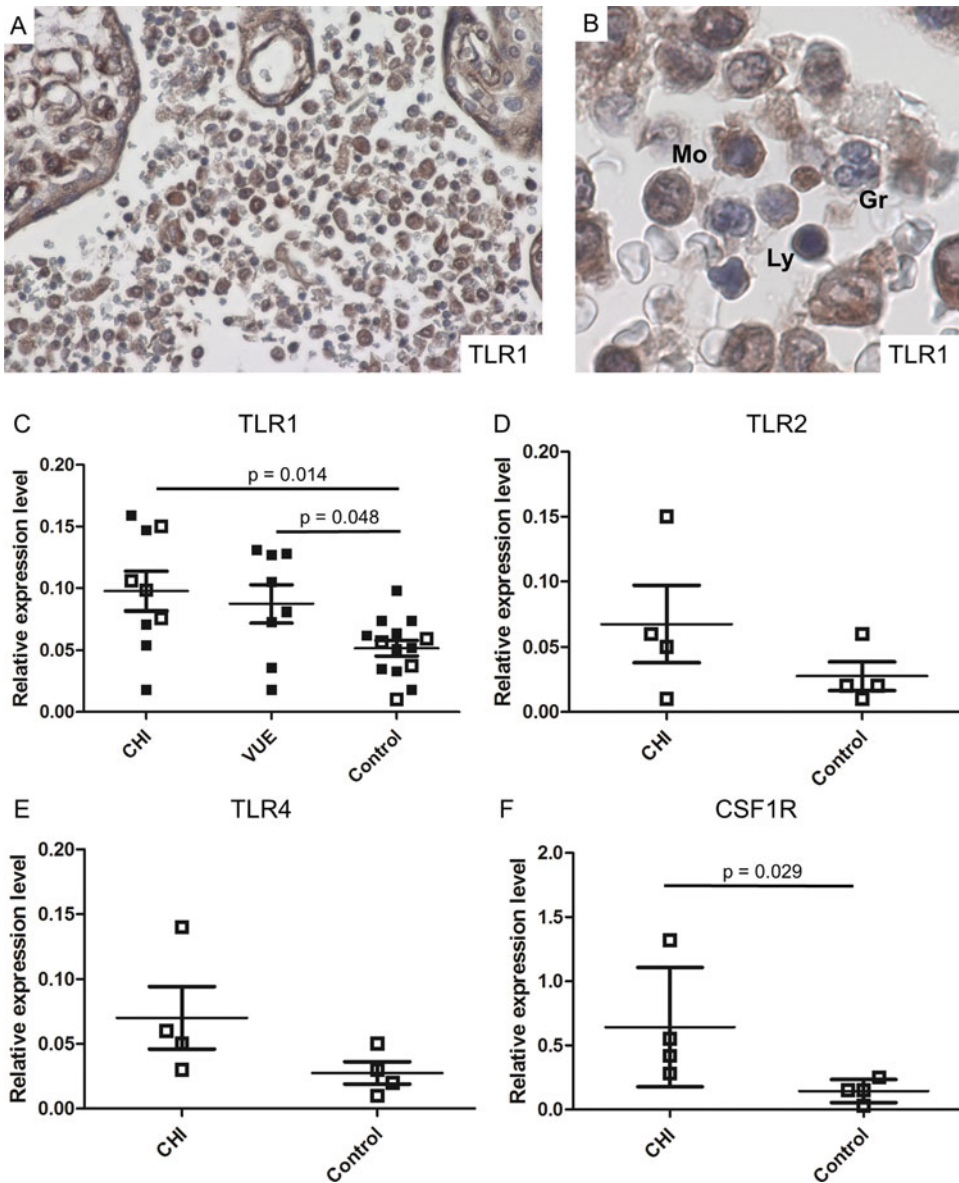 A
TLR1
B
Mo
Gr
Ly
TLR1
C
TLR1
Relative expression level
0.20
0.15
0.10
0.05
0.00
p = 0.014
p = 0.048
CHI
VUE
Control
D
TLR2
Relative expression level
0.20
0.15
0.10
0.05
0.00
CHI
Control
E
TLR4
Relative expression level
0.20
0.15
0.10
0.05
0.00
CHI
Control
F
CSF1R
Relative expression level
2.0
1.5
1.0
0.5
0.0
p = 0.029
CHI
Control